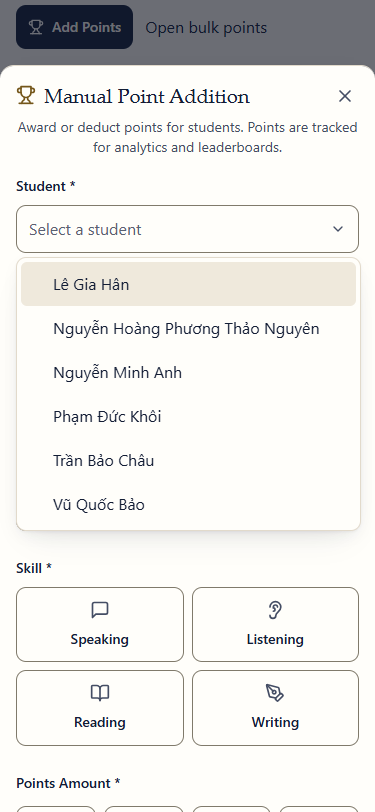 Add Points
Open bulk points
Manual Point Addition
Award or deduct points for students. Points are tracked
for analytics and leaderboards.
Student *
Select a student
Lê Gia Hân
Nguyễn Hoàng Phương Thảo Nguyên
Nguyễn Minh Anh
Phạm Đức Khôi
Trần Bảo Châu
Vũ Quốc Bảo
Skill *
Speaking
Listening
Reading
Writing
Points Amount *